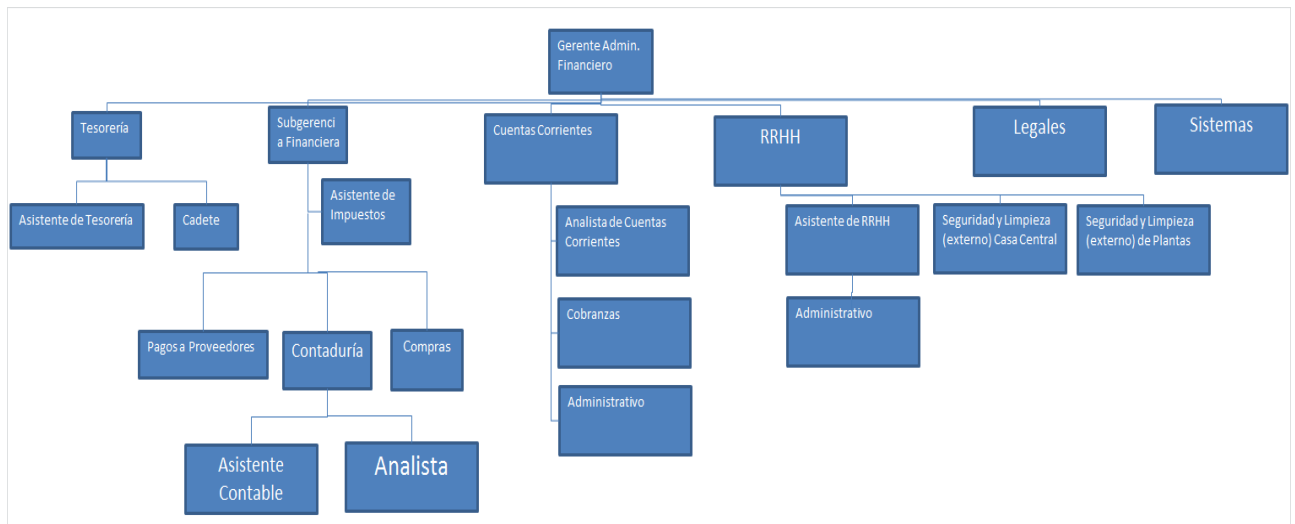 Gerente Admin.
Financiero
Tesorería
Subgerenci
a Financiera
Cuentas Corrientes
RRHH
Legales
Sistemas
Asistente de Tesorería
Cadete
Asistente de
Impuestos
Analista de Cuentas
Corrientes
Asistente de RRHH
Seguridad y Limpieza
(externo) Casa Central
Seguridad y Limpieza
(externo) de Plantas
Pagos a Proveedores
Contaduría
Compras
Cobranzas
Administrativo
Administrativo
Asistente
Contable
Analista